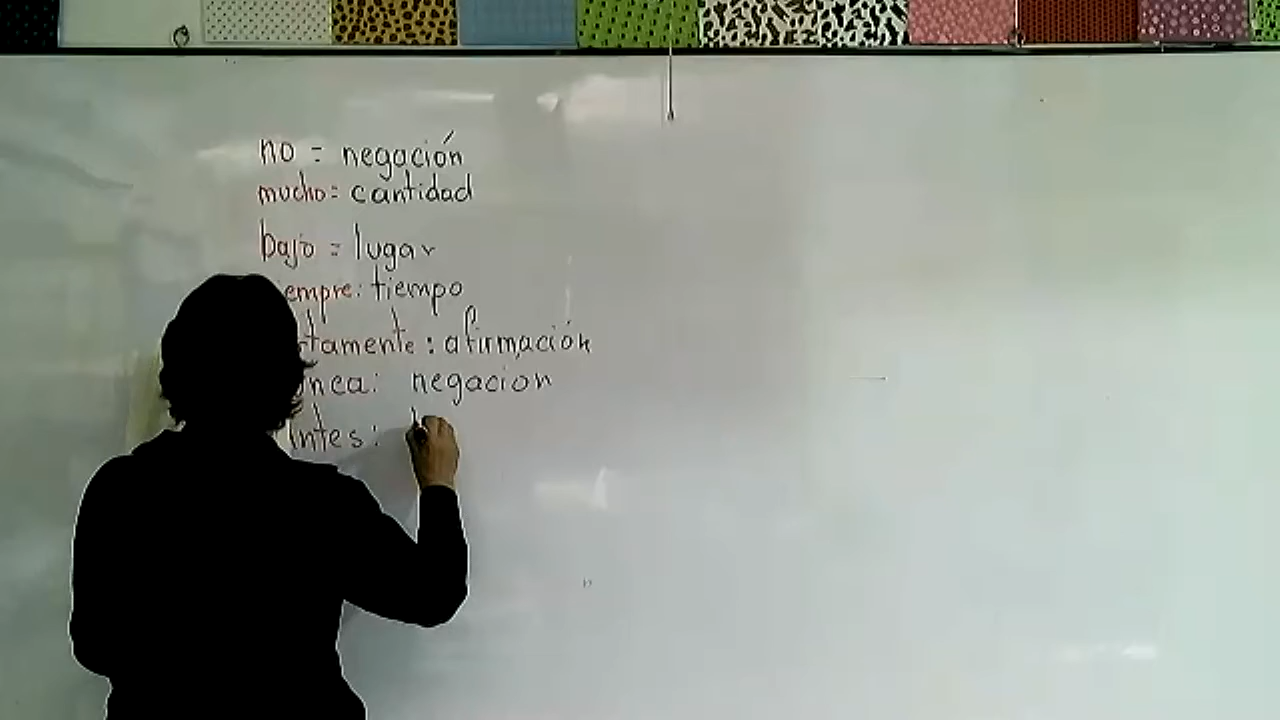 no = negación
mucho: cantidad
bajo = lugar
empre: tiempo
tamente: afirmación
nca: negacion
ntes: